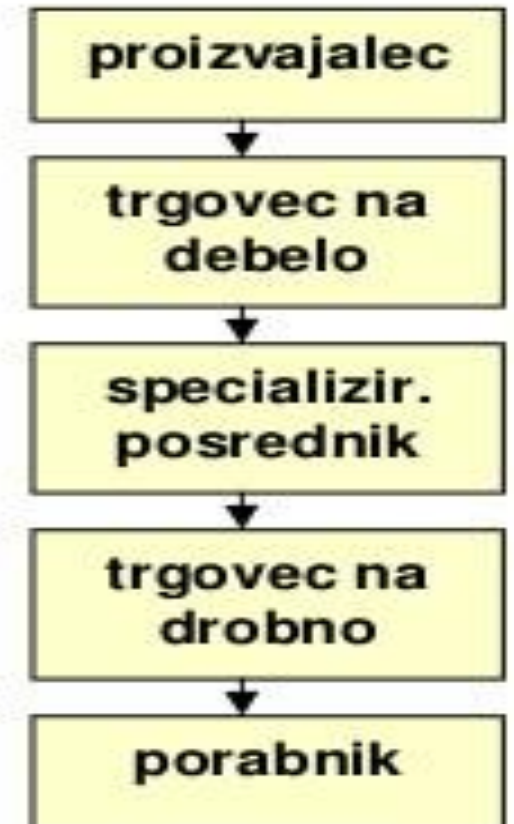 proizvajalec
trgovec na
debelo
specializir.
posrednik
trgovec na
drobno
porabnik